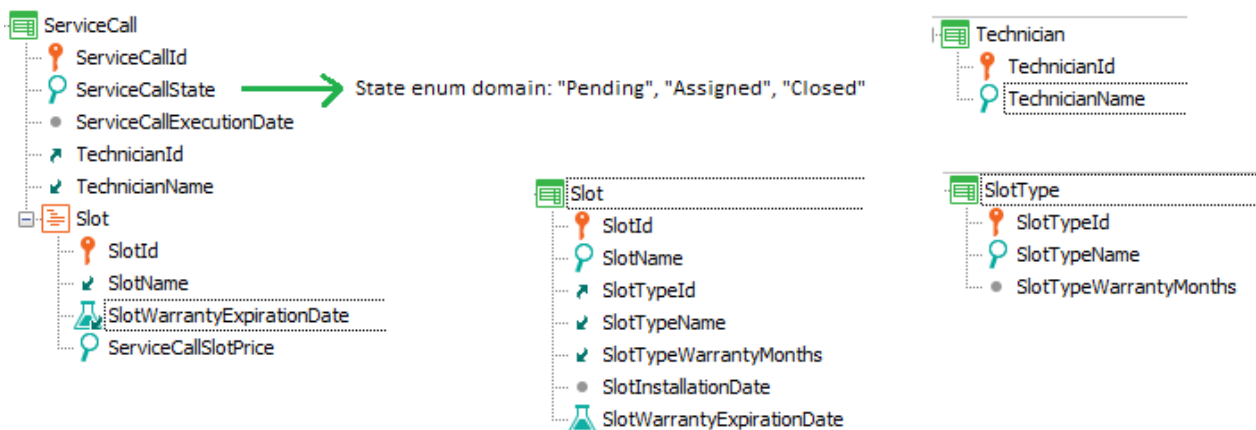 ServiceCall
ServiceCallId
ServiceCallState
State enum domain: "Pending", "Assigned", "Closed"
ServiceCallExecutionDate
TechnicianId
TechnicianName
Slot
SlotId
SlotName
SlotWarrantyExpirationDate
ServiceCallSlotPrice
Slot
SlotId
SlotName
SlotTypeId
SlotTypeName
SlotTypeWarrantyMonths
SlotInstallationDate
SlotWarrantyExpirationDate
Technician
TechnicianId
TechnicianName
SlotType
SlotTypeId
SlotTypeName
SlotTypeWarrantyMonths